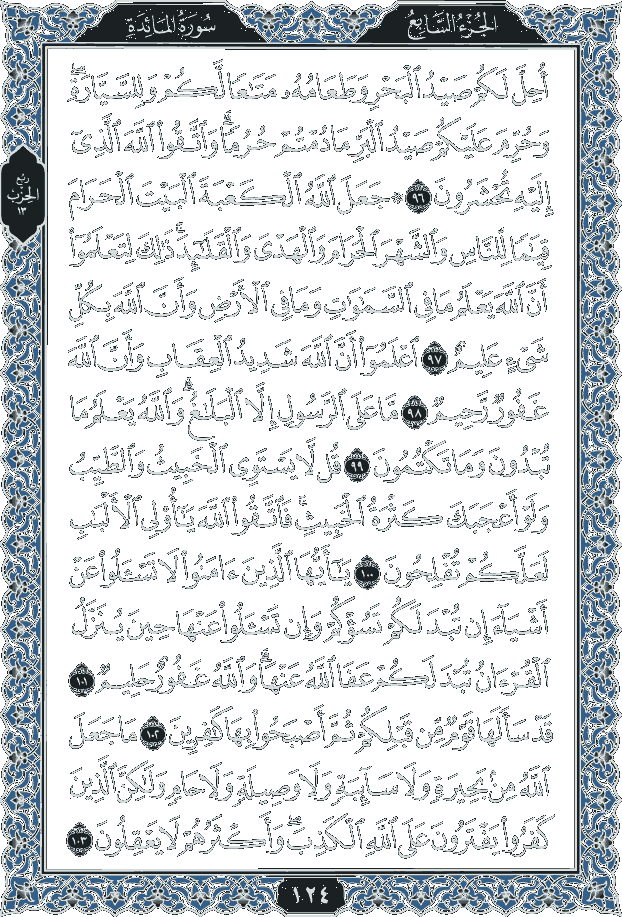 الجزء السابع
سورة المائدة
أُحِلَّ لَكُمْ صَيْدُ ٱلْبَحْرِ وَطَعَامُهُۥ مَتَـٰعًا لَّكُمْ وَلِلسَّيَّارَةِ ۖ
وَحُرِّمَ عَلَيْكُمْ صَيْدُ ٱلْبَرِّ مَا دُمْتُمْ حُرُمًا ۗ وَٱتَّقُوا۟ ٱللَّهَ ٱلَّذِىٓ
إِلَيْهِ تُحْشَرُونَ ٩٦ ۞ جَعَلَ ٱللَّهُ ٱلْكَعْبَةَ ٱلْبَيْتَ ٱلْحَرَامَ
قِيَـٰمًا لِّلنَّاسِ وَٱلشَّهْرَ ٱلْحَرَامَ وَٱلْهَدْىَ وَٱلْقَلَـٰٓئِدَ ۚ ذَٰلِكَ لِتَعْلَمُوٓا۟
أَنَّ ٱللَّهَ يَعْلَمُ مَا فِى ٱلسَّمَـٰوَٰتِ وَمَا فِى ٱلْأَرْضِ وَأَنَّ ٱللَّهَ بِكُلِّ
شَىْءٍ عَلِيمٌ ٩٧ ٱعْلَمُوٓا۟ أَنَّ ٱللَّهَ شَدِيدُ ٱلْعِقَابِ وَأَنَّ ٱللَّهَ
غَفُورٌ رَّحِيمٌ ٩٨ مَّا عَلَى ٱلرَّسُولِ إِلَّا ٱلْبَلَـٰغُ ۗ وَٱللَّهُ يَعْلَمُ مَا
تُبْدُونَ وَمَا تَكْتُمُونَ ٩٩ قُل لَّا يَسْتَوِى ٱلْخَبِيثُ وَٱلطَّيِّبُ
وَلَوْ أَعْجَبَكَ كَثْرَةُ ٱلْخَبِيثِ ۚ فَٱتَّقُوا۟ ٱللَّهَ يَـٰٓأُو۟لِى ٱلْأَلْبَـٰبِ
لَعَلَّكُمْ تُفْلِحُونَ ١٠٠ يَـٰٓأَيُّهَا ٱلَّذِينَ ءَامَنُوا۟ لَا تَسْـَٔلُوا۟ عَنْ
أَشْيَآءَ إِن تُبْدَ لَكُمْ تَسُؤْكُمْ وَإِن تَسْـَٔلُوا۟ عَنْهَا حِينَ يُنَزَّلُ
ٱلْقُرْءَانُ تُبْدَ لَكُمْ عَفَا ٱللَّهُ عَنْهَا ۗ وَٱللَّهُ غَفُورٌ حَلِيمٌ ١٠١
قَدْ سَأَلَهَا قَوْمٌ مِّن قَبْلِكُمْ ثُمَّ أَصْبَحُوا۟ بِهَا كَـٰفِرِينَ ١٠٢ مَا جَعَلَ
ٱللَّهُ مِنۢ بَحِيرَةٍ وَلَا سَآئِبَةٍ وَلَا وَصِيلَةٍ وَلَا حَامٍ ۙ وَلَـٰكِنَّ ٱلَّذِينَ
كَفَرُوا۟ يَفْتَرُونَ عَلَى ٱللَّهِ ٱلْكَذِبَ ۖ وَأَكْثَرُهُمْ لَا يَعْقِلُونَ ١٠٣
ربع
الحزب
١٣
١٢٤